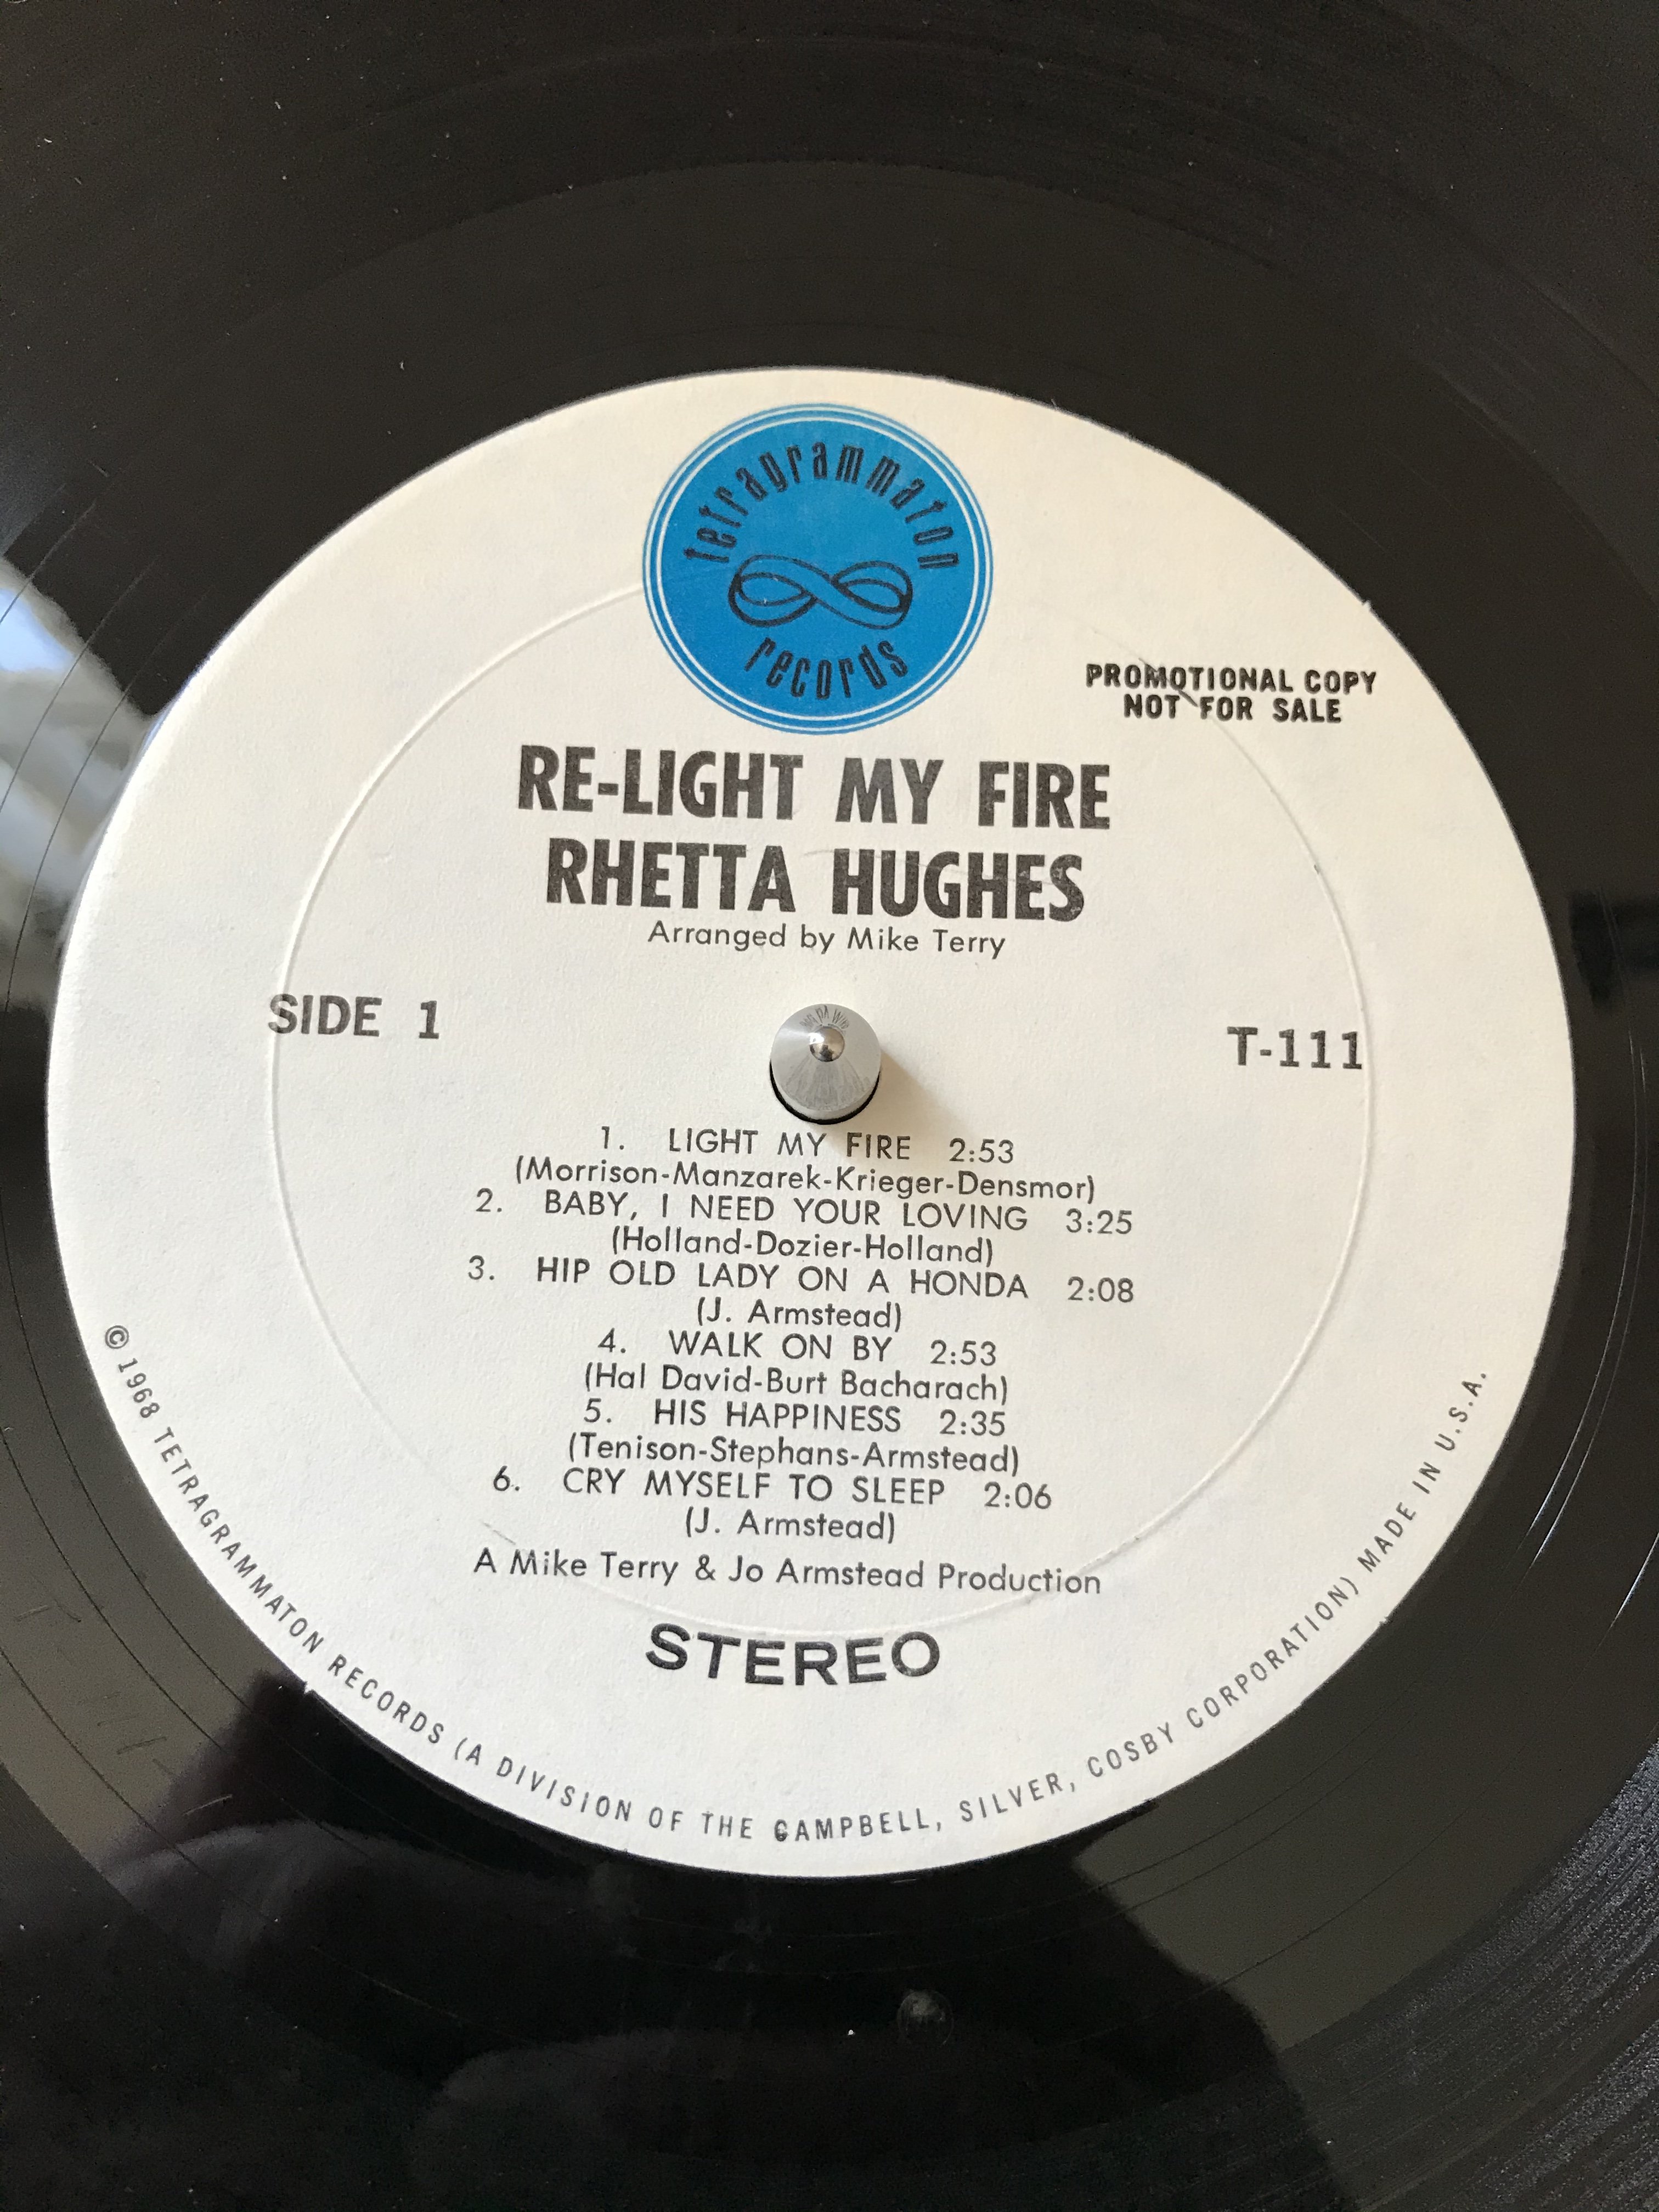 tetragrammaton
records
PROMOTIONAL COPY
NOT FOR SALE
RE-LIGHT MY FIRE
RHETTA HUGHES
Arranged by Mike Terry
SIDE 1
T-111
1. LIGHT MY FIRE 2:53
(Morrison-Manzarek-Krieger-Densmor)
2. BABY, I NEED YOUR LOVING 3:25
(Holland-Dozier-Holland)
3. HIP OLD LADY ON A HONDA 2:08
(J. Armstead)
4. WALK ON BY 2:53
(Hal David-Burt Bacharach)
5. HIS HAPPINESS 2:35
(Tenison-Stephans-Armstead)
6. CRY MYSELF TO SLEEP 2:06
(J. Armstead)
A Mike Terry & Jo Armstead Production
STEREO
© 1968 TETRAGRAMMATON RECORDS (A DIVISION OF THE CAMPBELL, SILVER, COSBY CORPORATION) MADE IN U.S.A.